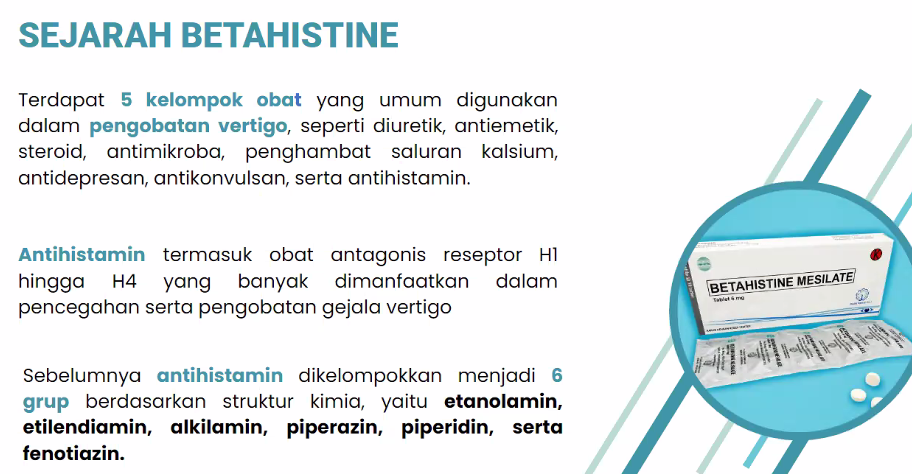 SEJARAH BETAHISTINE
Terdapat 5 kelompok obat yang umum digunakan
dalam pengobatan vertigo, seperti diuretik, antiemetik,
steroid, antimikroba, penghambat saluran kalsium,
antidepresan, antikonvulsan, serta antihistamin.
Antihistamin termasuk obat antagonis reseptor H1
hingga H4 yang banyak dimanfaatkan dalam
pencegahan serta pengobatan gejala vertigo
Sebelumnya antihistamin dikelompokkan menjadi 6
grup berdasarkan struktur kimia, yaitu etanolamin,
etilendiamin, alkilamin, piperazin, piperidin, serta
fenotiazin.
K
BETAHISTINE MESILATE
Tablet 6 mg